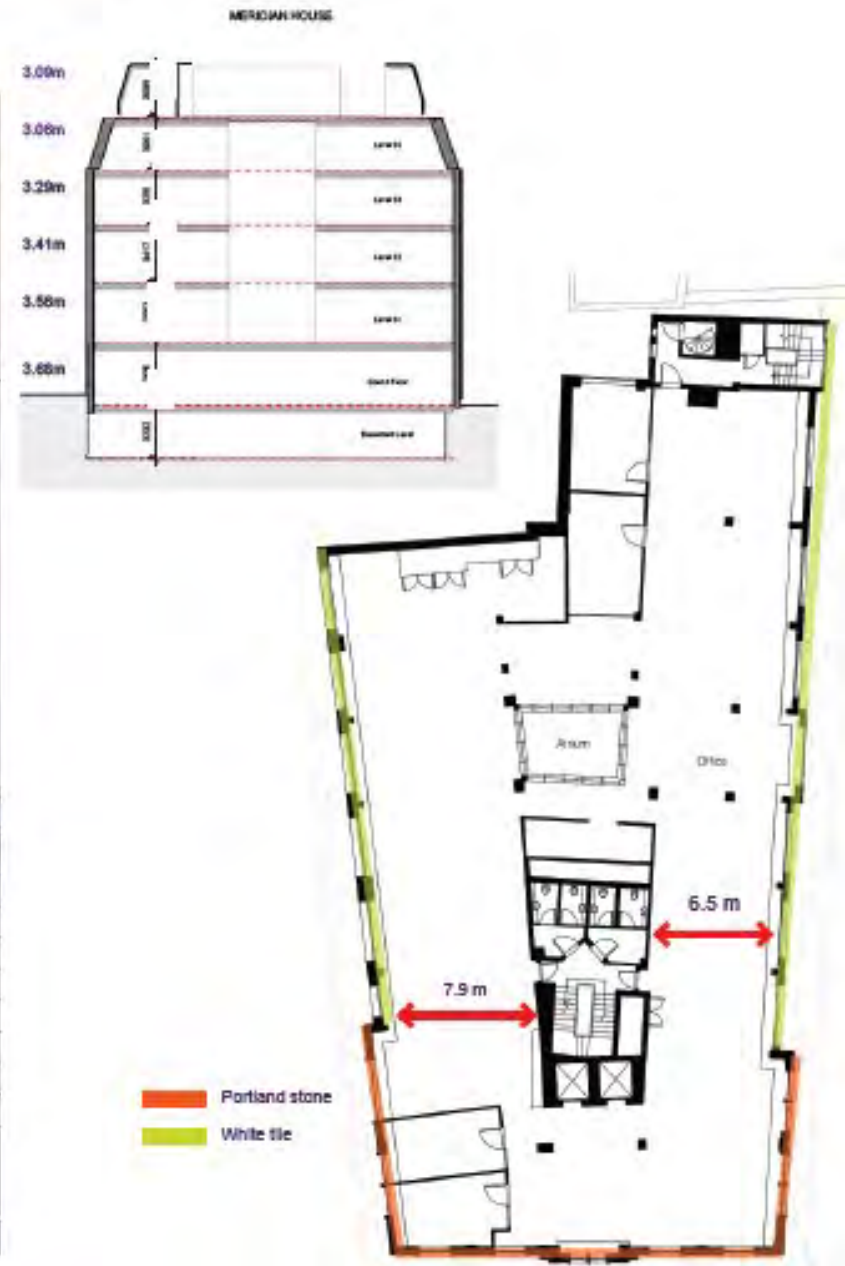 MERIDIAN HOUSE
3.09m
3.06m
3.29m
3.41m
3.56m
3.68m
Ground Floor
Basement Level
Atrium
Office
6.5 m
7.9 m
Portland stone
White tile